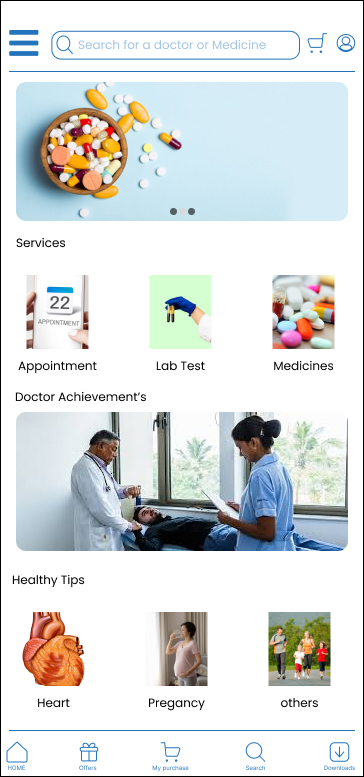 Search for a doctor or Medicine
Services
22
APPOINTMENT
Appointment Lab Test Medicines
Doctor Achievement's
Healthy Tips
Heart Pregancy others
HOME Offers My purchase Search Downloads